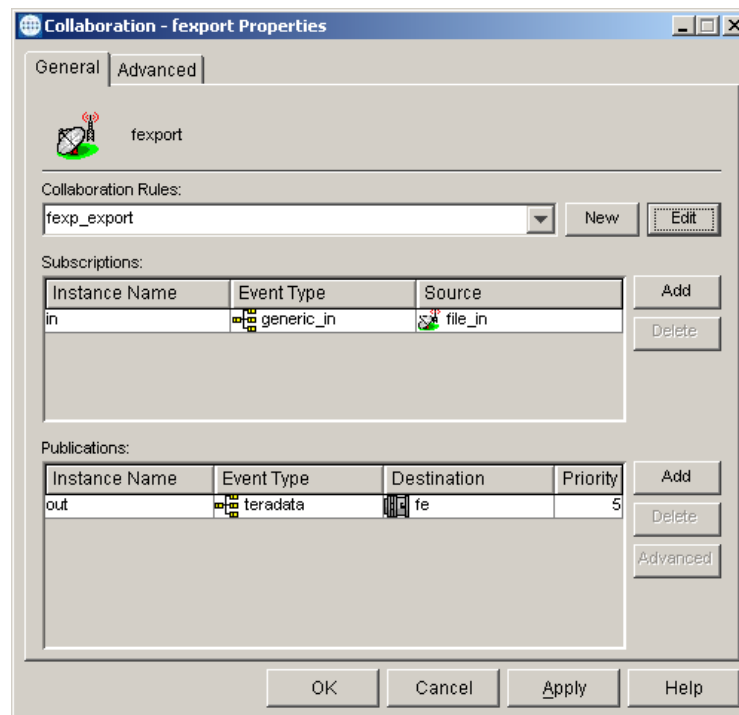 Collaboration - fexport Properties
General Advanced
fexport
Collaboration Rules:
fexp_export New Edit
Subscriptions:
Instance Name Event Type Source Add
in generic_in file_in
Delete
Publications:
Instance Name Event Type Destination Priority Add
out teradata fe 5
Delete
Advanced
OK Cancel Apply Help